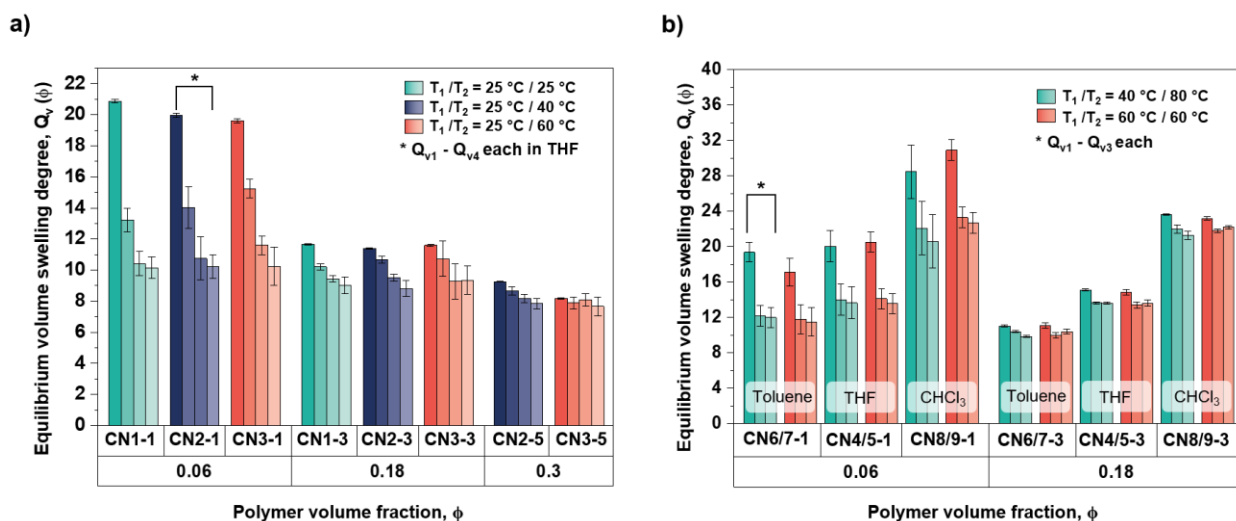 a)
Equilibrium volume swelling degree, Qv (ϕ)
22
20
18
16
14
12
10
8
6
4
2
0
T1 /T2 = 25 °C / 25 °C
T1 /T2 = 25 °C / 40 °C
T1 /T2 = 25 °C / 60 °C
* Qv1 - Qv4 each in THF
*
CN1-1 CN2-1 CN3-1 CN1-3 CN2-3 CN3-3 CN2-5 CN3-5
0.06 0.18 0.3
Polymer volume fraction, ϕ
b)
Equilibrium volume swelling degree, Qv (ϕ)
40
36
32
28
24
20
16
12
8
4
0
T1 /T2 = 40 °C / 80 °C
T1 /T2 = 60 °C / 60 °C
* Qv1 - Qv3 each
*
Toluene THF CHCl3 Toluene THF CHCl3
CN6/7-1 CN4/5-1 CN8/9-1 CN6/7-3 CN4/5-3 CN8/9-3
0.06 0.18
Polymer volume fraction, ϕ